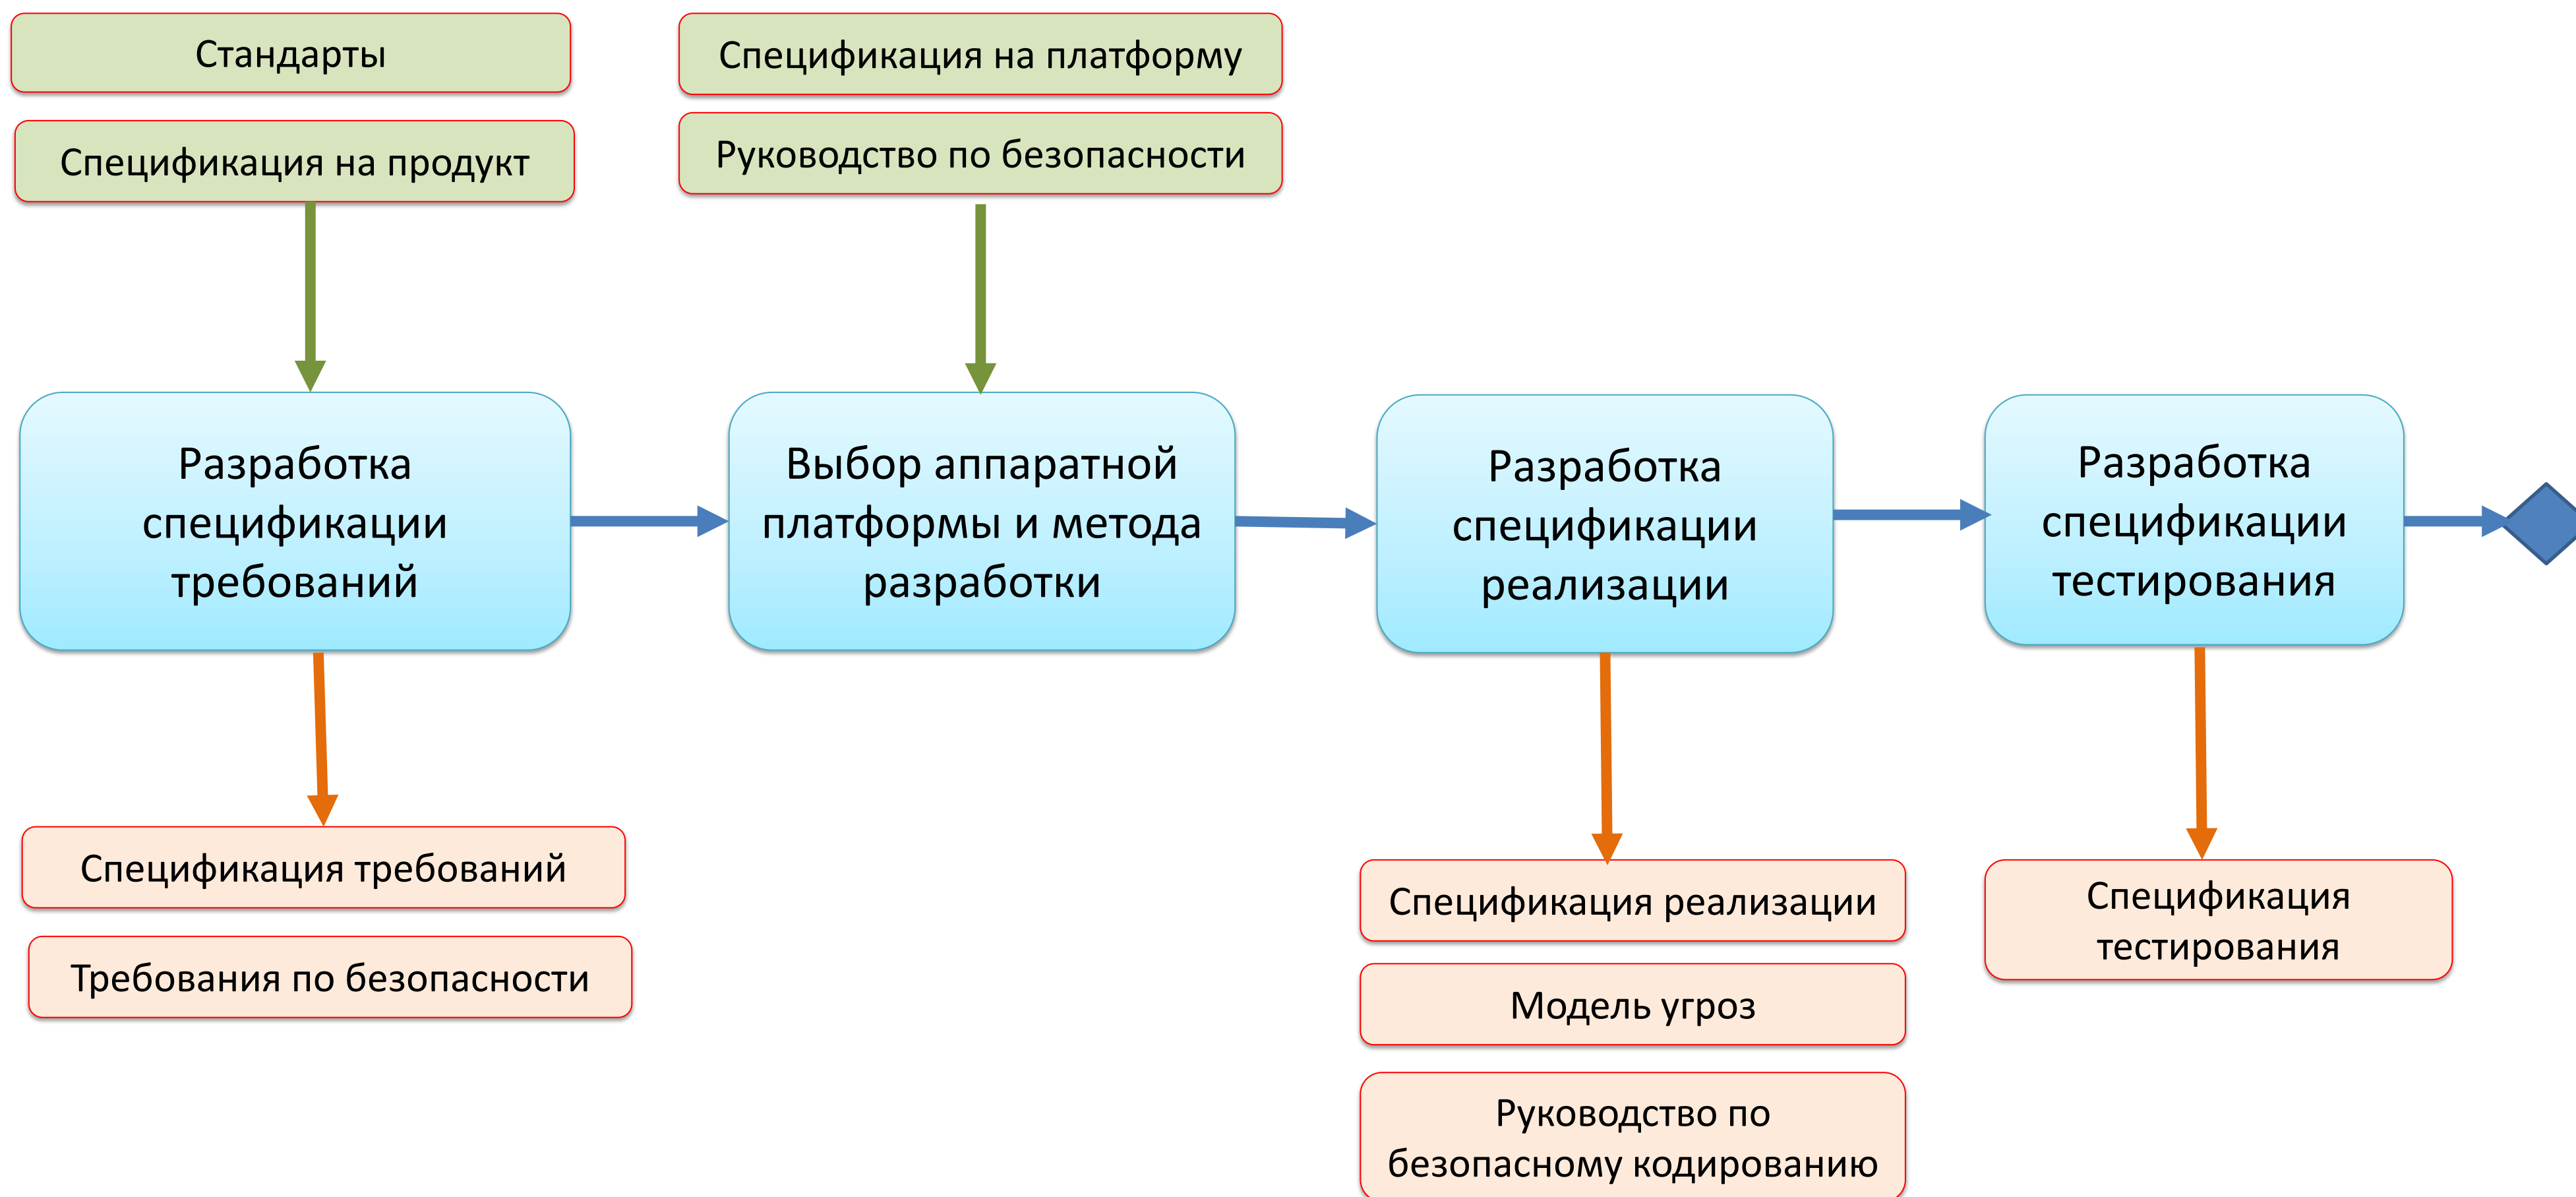 Стандарты
Спецификация на платформу
Спецификация на продукт
Руководство по безопасности
Разработка
спецификации
требований
Выбор аппаратной
платформы и метода
разработки
Разработка
спецификации
реализации
Разработка
спецификации
тестирования
Спецификация требований
Требования по безопасности
Спецификация реализации
Модель угроз
Руководство по
безопасному кодированию
Спецификация
тестирования